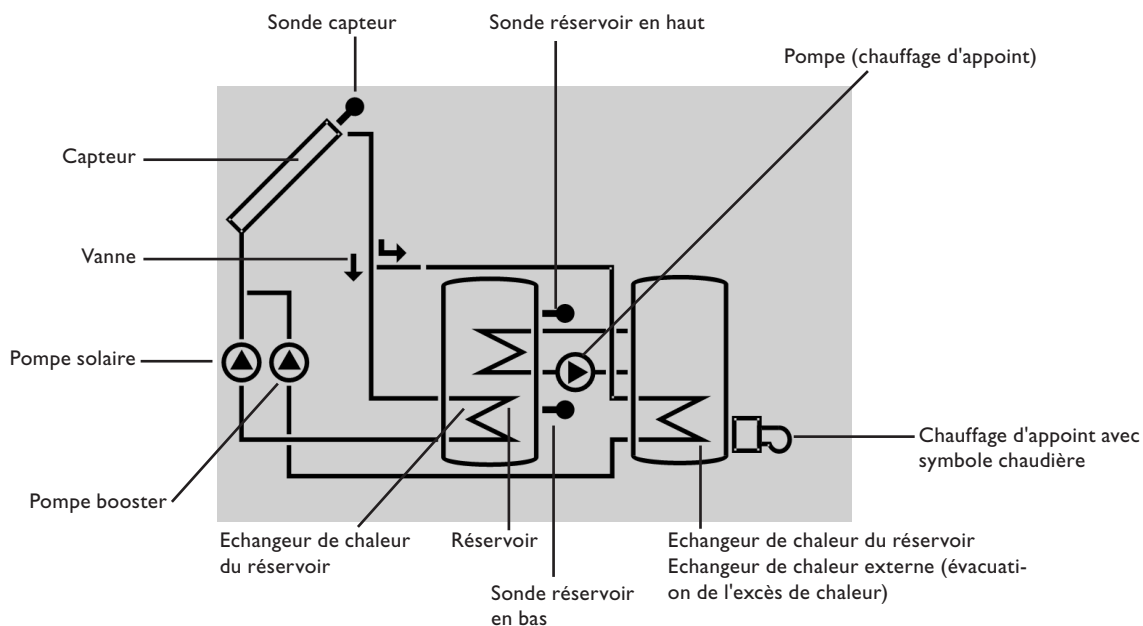 Sonde capteur
Sonde réservoir en haut
Pompe (chauffage d'appoint)
Capteur
Vanne
Pompe solaire
Pompe booster
Chauffage d'appoint avec
symbole chaudière
Echangeur de chaleur
du réservoir
Réservoir
Sonde réservoir
en bas
Echangeur de chaleur du réservoir
Echangeur de chaleur externe (évacuati-
on de l'excès de chaleur)